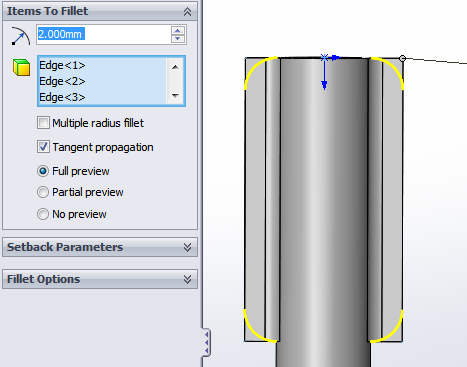 Items To Fillet
2.000mm
Edge<1>
Edge<2>
Edge<3>
Multiple radius fillet
Tangent propagation
Full preview
Partial preview
No preview
Setback Parameters
Fillet Options